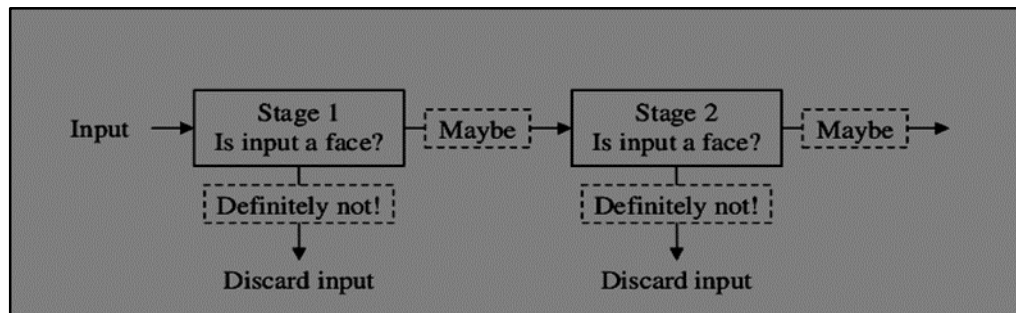 Input
Stage 1
Is input a face?
Maybe
Stage 2
Is input a face?
Maybe
Definitely not!
Definitely not!
Discard input
Discard input